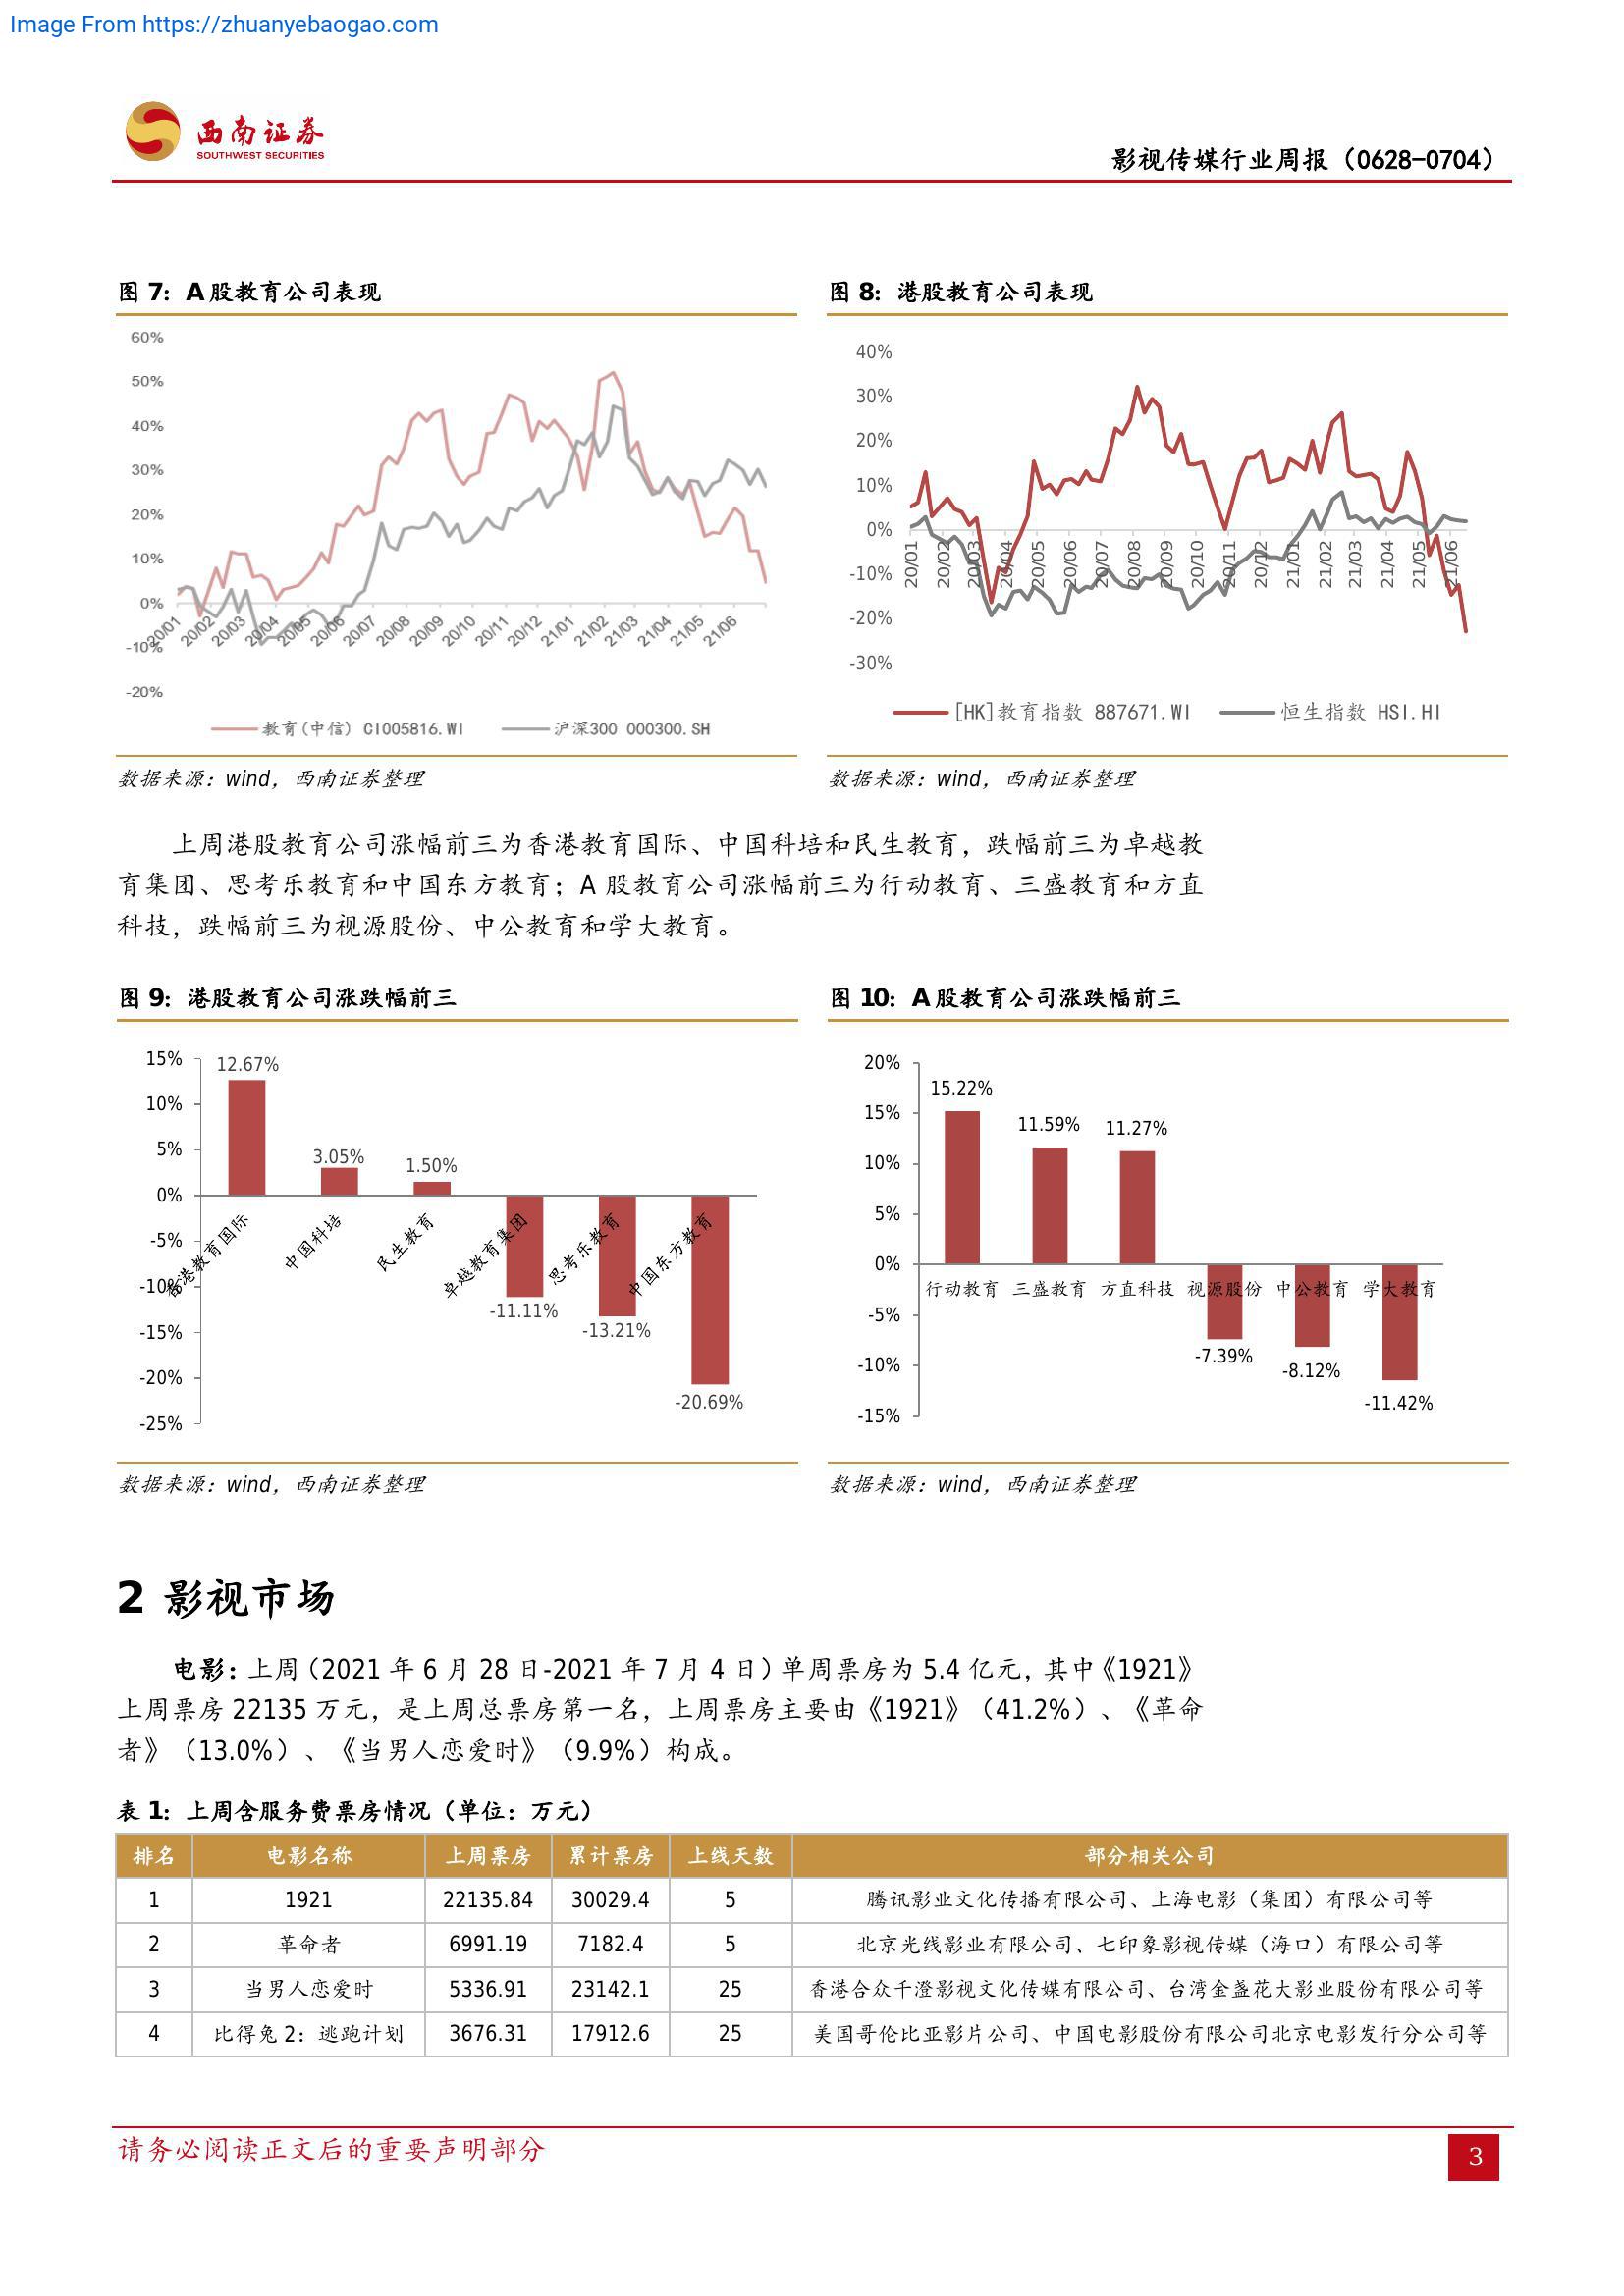 Image From https://zhuanyebaogao.com
西南证券
SOUTHWEST SECURITIES
影视传媒行业周报（0628-0704）
图 7：A 股教育公司表现
60%
50%
40%
30%
20%
10%
0%
-10%
-20%
20/01 20/02 20/03 20/04 20/05 20/06 20/07 20/08 20/09 20/10 20/11 20/12 21/01 21/02 21/03 21/04 21/05 21/06
教育(中信) CI005816.WI 沪深300 000300.SH
数据来源：wind，西南证券整理
图 8：港股教育公司表现
40%
30%
20%
10%
0%
-10%
-20%
-30%
20/01 20/02 20/03 20/04 20/05 20/06 20/07 20/08 20/09 20/10 20/11 20/12 21/01 21/02 21/03 21/04 21/05 21/06
[HK]教育指数 887671.WI 恒生指数 HSI.HI
数据来源：wind，西南证券整理
上周港股教育公司涨幅前三为香港教育国际、中国科培和民生教育，跌幅前三为卓越教
育集团、思考乐教育和中国东方教育；A 股教育公司涨幅前三为行动教育、三盛教育和方直
科技，跌幅前三为视源股份、中公教育和学大教育。
图 9：港股教育公司涨跌幅前三
15%
10%
5%
0%
-5%
-10%
-15%
-20%
-25%
12.67%
3.05%
1.50%
-11.11%
-13.21%
-20.69%
香港教育国际 中国科培 民生教育 卓越教育集团 思考乐教育 中国东方教育
数据来源：wind，西南证券整理
图 10：A 股教育公司涨跌幅前三
20%
15%
10%
5%
0%
-5%
-10%
-15%
15.22%
11.59%
11.27%
行动教育 三盛教育 方直科技 视源股份 中公教育 学大教育
-7.39%
-8.12%
-11.42%
数据来源：wind，西南证券整理
2 影视市场
电影：上周（2021 年 6 月 28 日-2021 年 7 月 4 日）单周票房为 5.4 亿元，其中《1921》
上周票房 22135 万元，是上周总票房第一名，上周票房主要由《1921》（41.2%）、《革命
者》（13.0%）、《当男人恋爱时》（9.9%）构成。
表 1：上周含服务费票房情况（单位：万元）
排名 电影名称 上周票房 累计票房 上线天数 部分相关公司
1 1921 22135.84 30029.4 5 腾讯影业文化传播有限公司、上海电影（集团）有限公司等
2 革命者 6991.19 7182.4 5 北京光线影业有限公司、七印象影视传媒（海口）有限公司等
3 当男人恋爱时 5336.91 23142.1 25 香港合众千澄影视文化传媒有限公司、台湾金盏花大影业股份有限公司等
4 比得兔 2：逃跑计划 3676.31 17912.6 25 美国哥伦比亚影片公司、中国电影股份有限公司北京电影发行分公司等
请务必阅读正文后的重要声明部分
3